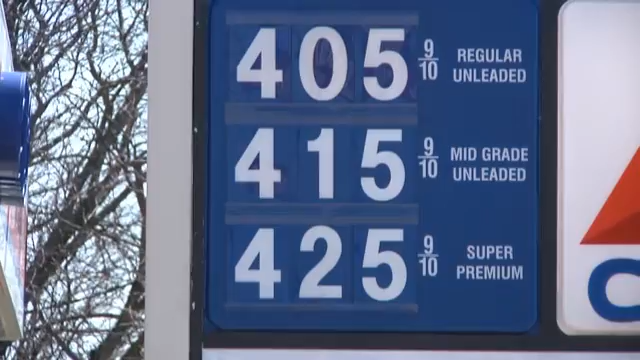 405 9/10 REGULAR
UNLEADED
415 9/10 MID GRADE
UNLEADED
425 9/10 SUPER
PREMIUM